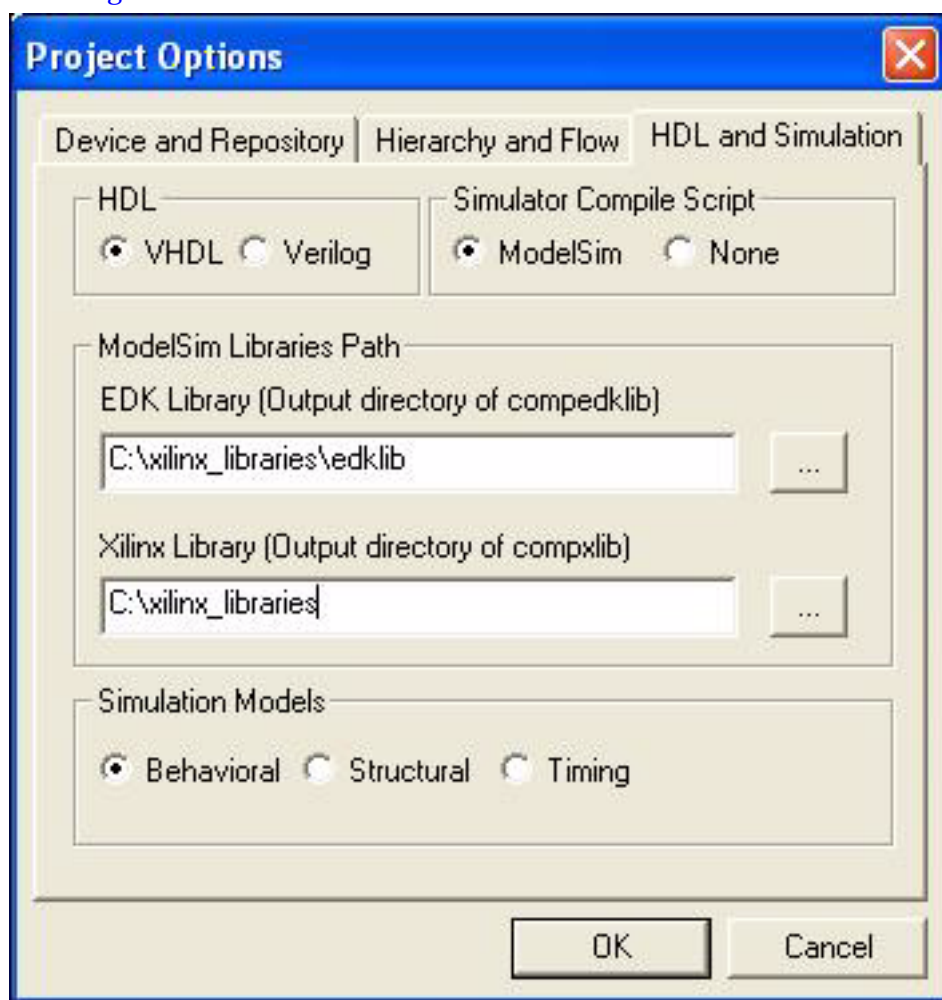 Project Options
Device and Repository Hierarchy and Flow HDL and Simulation
HDL Simulator Compile Script
VHDL Verilog ModelSim None
ModelSim Libraries Path
EDK Library (Output directory of compedklib)
C:\xilinx_libraries\edklib
...
Xilinx Library (Output directory of compxlib)
C:\xilinx_libraries
...
Simulation Models
Behavioral Structural Timing
OK Cancel